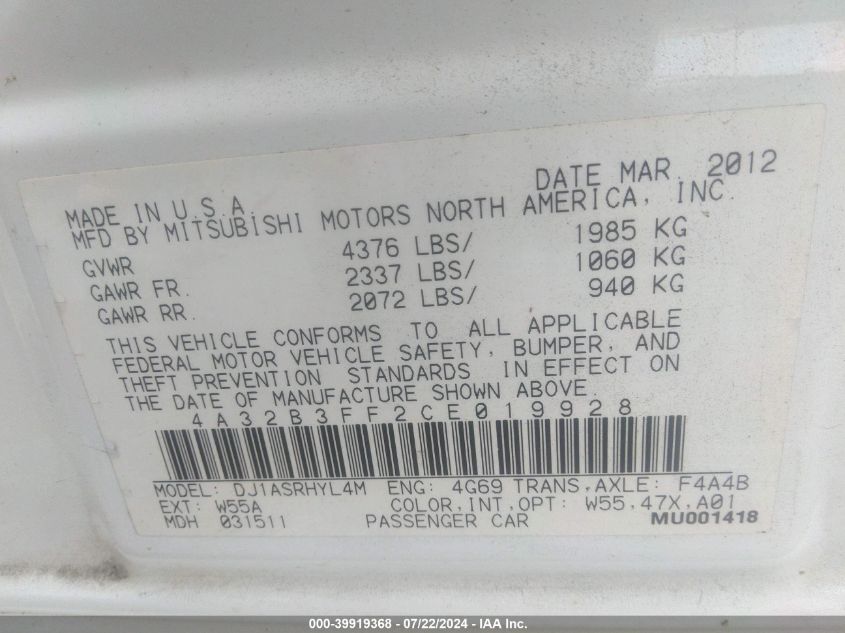 DATE MAR. 2012
MADE IN U.S.A.
MFD BY MITSUBISHI MOTORS NORTH AMERICA, INC.
GVWR 4376 LBS/ 1985 KG
GAWR FR. 2337 LBS/ 1060 KG
GAWR RR. 2072 LBS/ 940 KG
THIS VEHICLE CONFORMS TO ALL APPLICABLE
FEDERAL MOTOR VEHICLE SAFETY, BUMPER, AND
THEFT PREVENTION STANDARDS IN EFFECT ON
THE DATE OF MANUFACTURE SHOWN ABOVE.
4A32B3FF2CE019928
MODEL: DJ1ASRHYL4M ENG: 4G69 TRANS,AXLE: F4A4B
EXT: W55A COLOR,INT,OPT: W55,47X,A01
MDH 031511 PASSENGER CAR MU001418
000-39919368 - 07/22/2024 - IAA Inc.